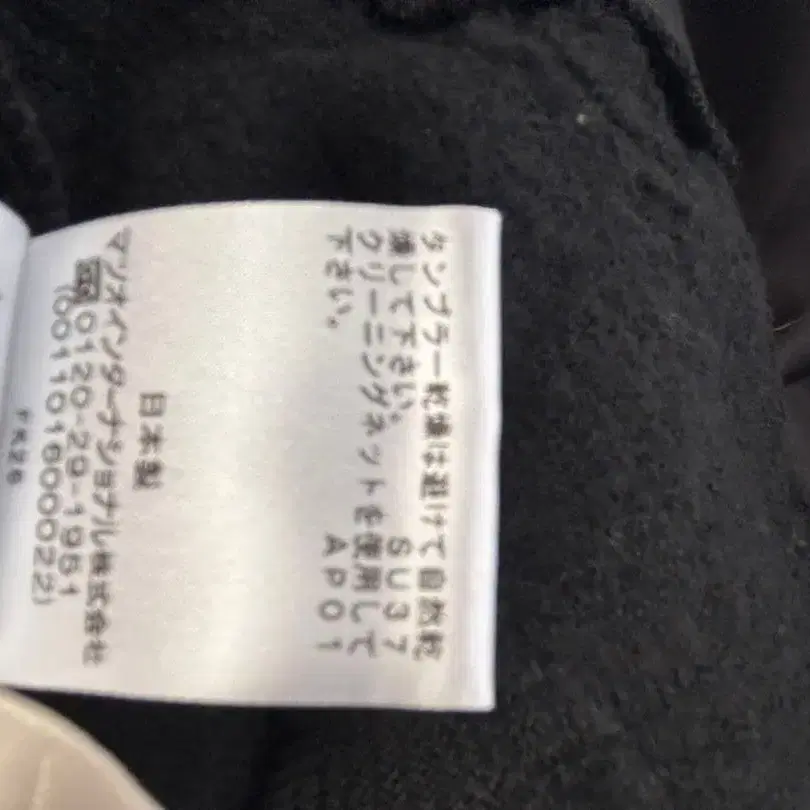 タンブラー乾燥は避けて自然乾
燥して下さい。 SU37
クリーニングネットを使用して
下さい。 AP01
日本製
マツオインターナショナル株式会社
0120-29-1951
(001101600022)